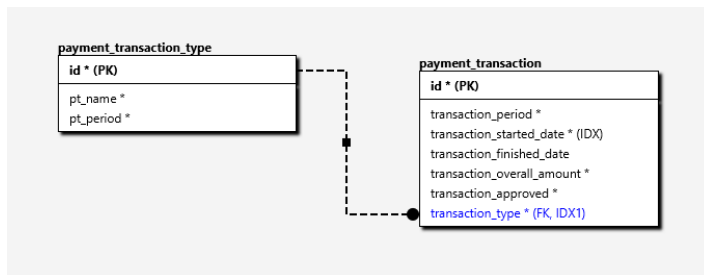 payment_transaction_type
id * (PK)
pt_name *
pt_period *
payment_transaction
id * (PK)
transaction_period *
transaction_started_date * (IDX)
transaction_finished_date
transaction_overall_amount *
transaction_approved *
transaction_type * (FK, IDX1)